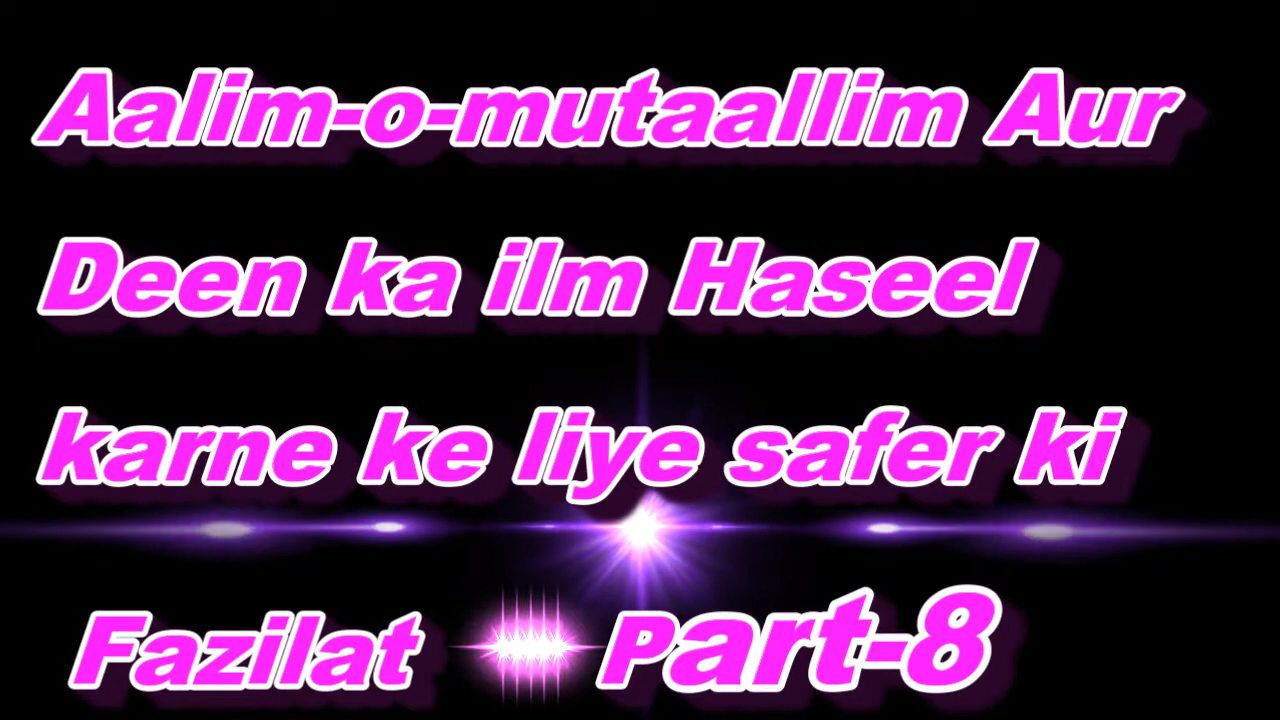 Aalim-o-mutaallim Aur
Deen ka ilm Haseel
karne ke liye safer ki
Fazilat Part-8